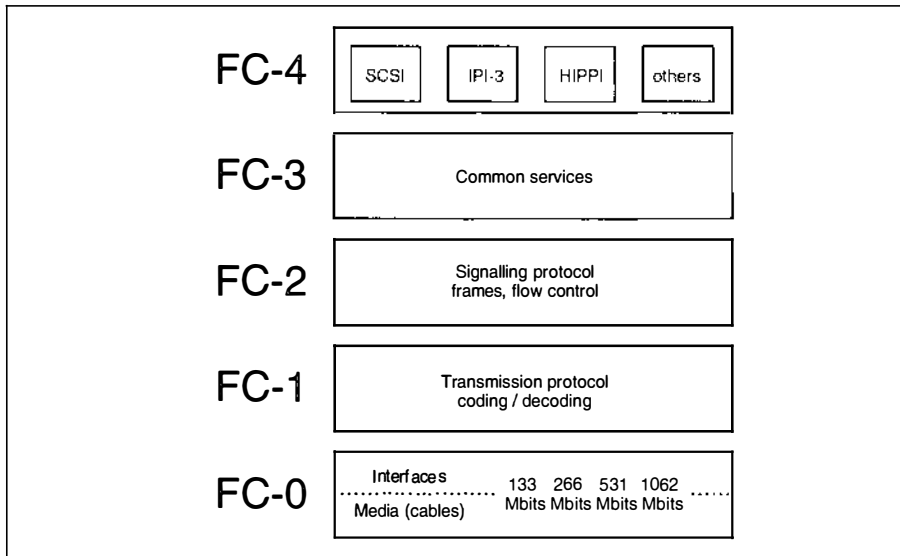 FC-4
SCSI IPI-3 HIPPI others
FC-3
Common services
FC-2
Signalling protocol
frames, flow control
FC-1
Transmission protocol
coding / decoding
FC-0
Interfaces
133 266 531 1062
Mbits Mbits Mbits Mbits
Media (cables)